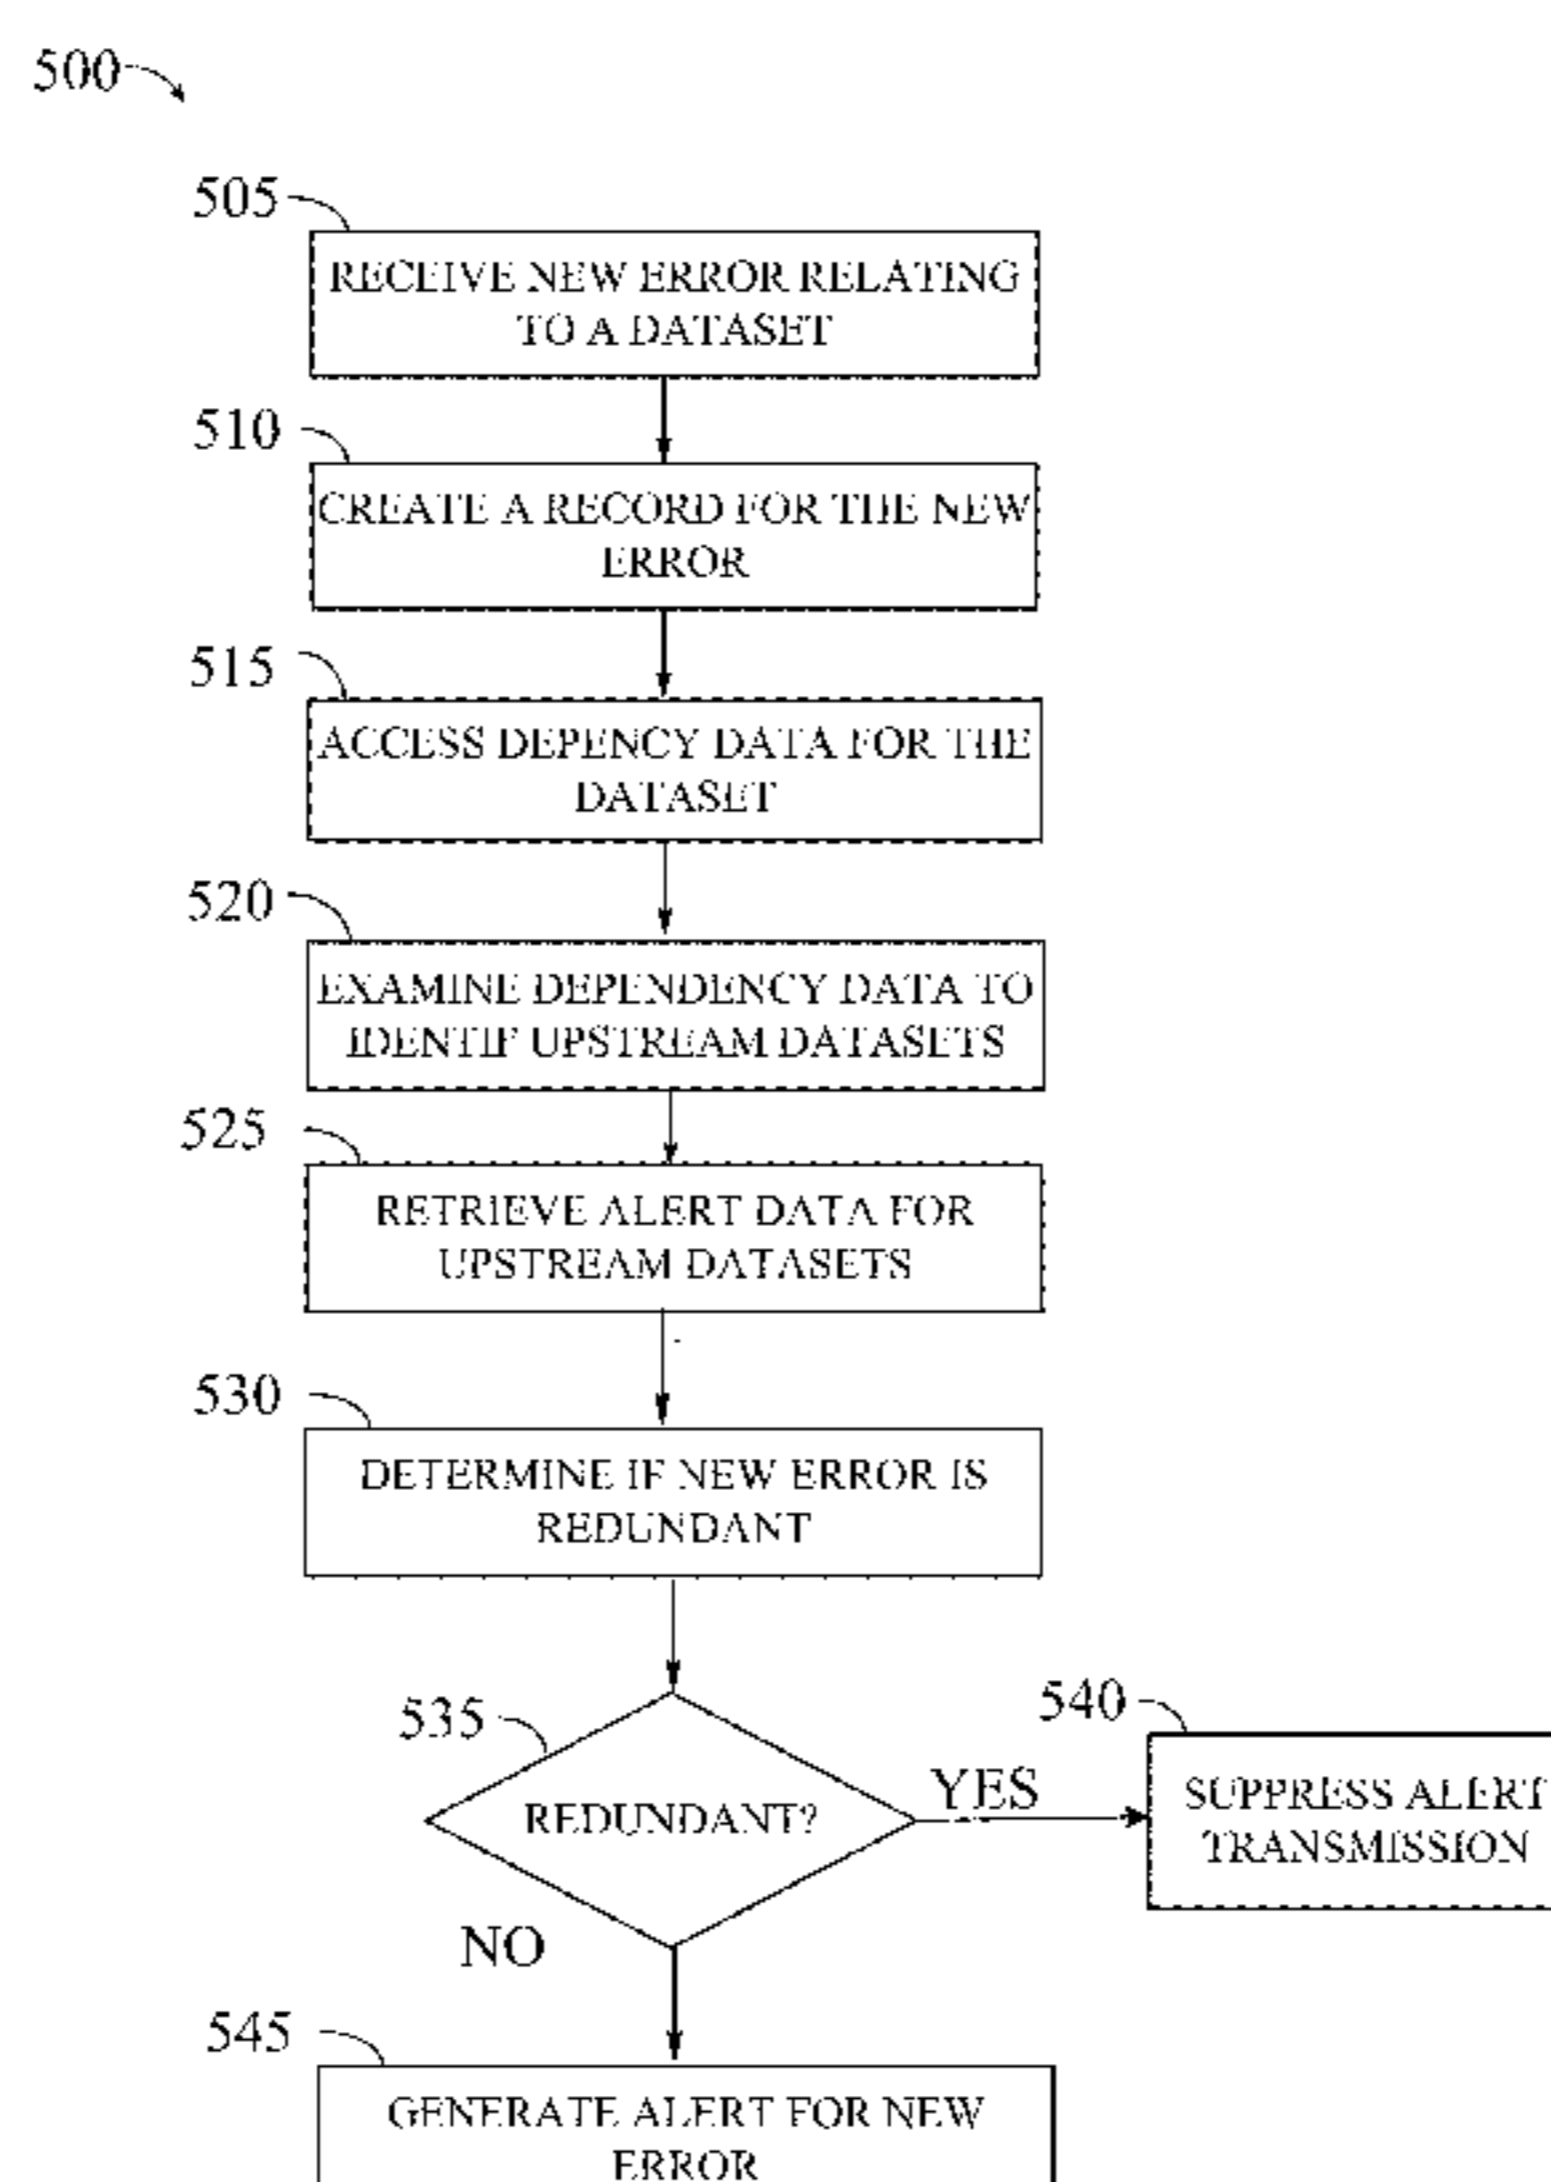 500
505
RECEIVE NEW ERROR RELATING
TO A DATASET
510
CREATE A RECORD FOR THE NEW
ERROR
515
ACCESS DEPENCY DATA FOR THE
DATASET
520
EXAMINE DEPENDENCY DATA TO
IDENTIF UPSTREAM DATASETS
525
RETRIEVE ALERT DATA FOR
UPSTREAM DATASETS
530
DETERMINE IF NEW ERROR IS
REDUNDANT
535
REDUNDANT?
YES
540
SUPPRESS ALERT
TRANSMISSION
NO
545
GENERATE ALERT FOR NEW
ERROR